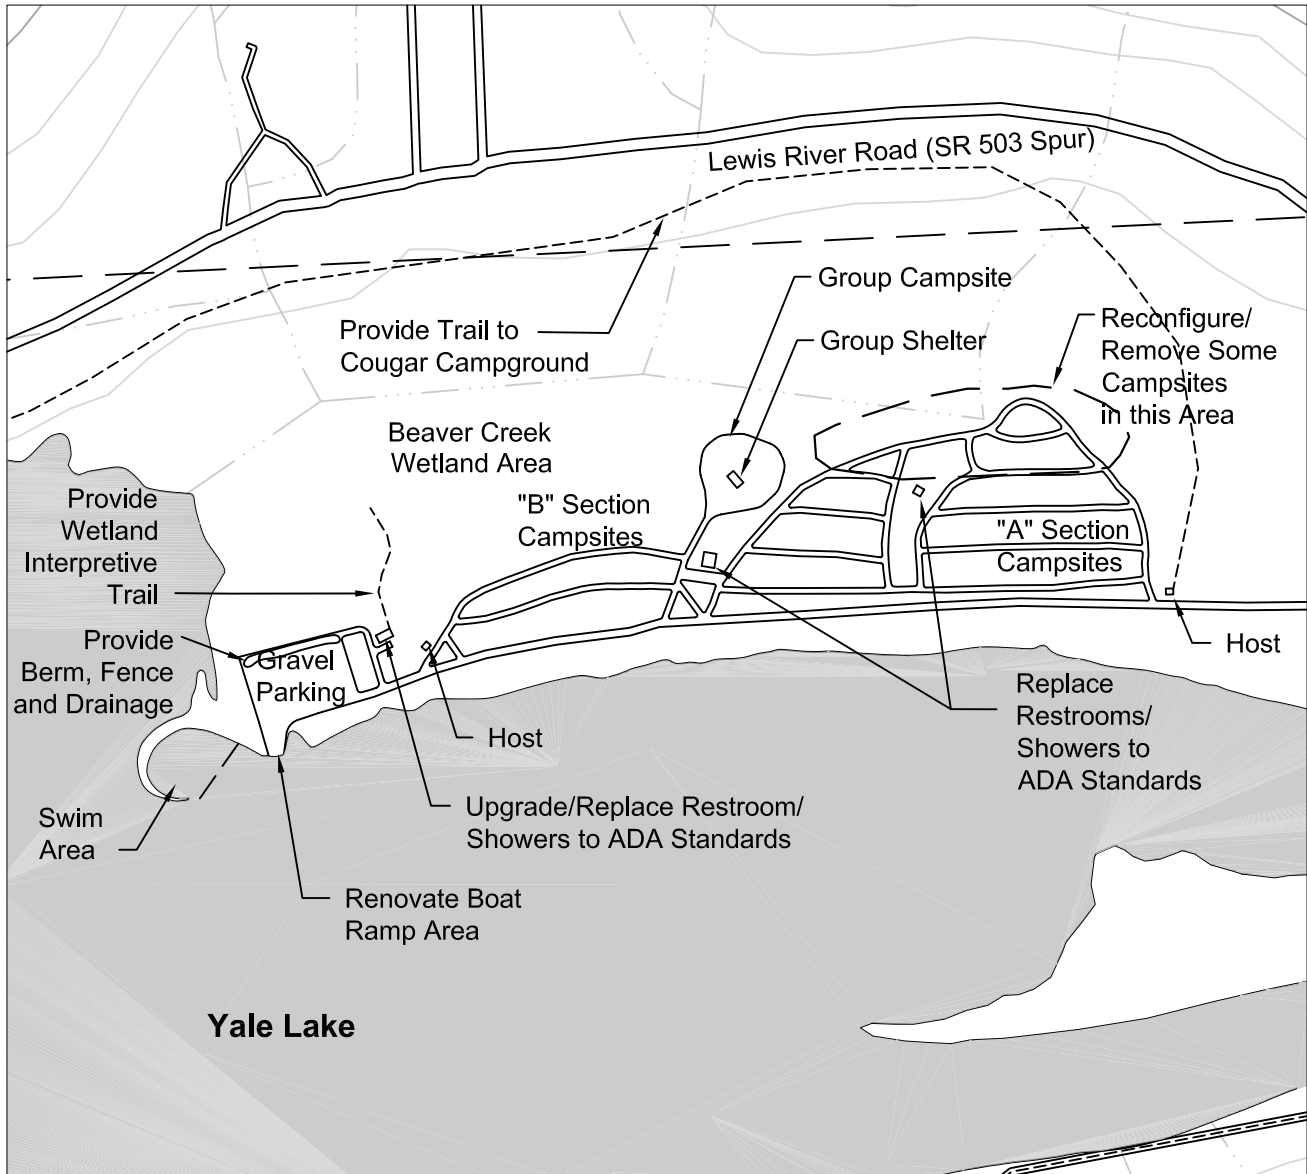 Lewis River Road (SR 503 Spur)
Group Campsite
Provide Trail to
Cougar Campground
Group Shelter
Reconfigure/
Remove Some
Campsites
in this Area
Beaver Creek
Wetland Area
"B" Section
Campsites
"A" Section
Campsites
Provide
Wetland
Interpretive
Trail
Provide
Berm, Fence
and Drainage
Gravel
Parking
Host
Host
Replace
Restrooms/
Showers to
ADA Standards
Upgrade/Replace Restroom/
Showers to ADA Standards
Swim
Area
Renovate Boat
Ramp Area
Yale Lake